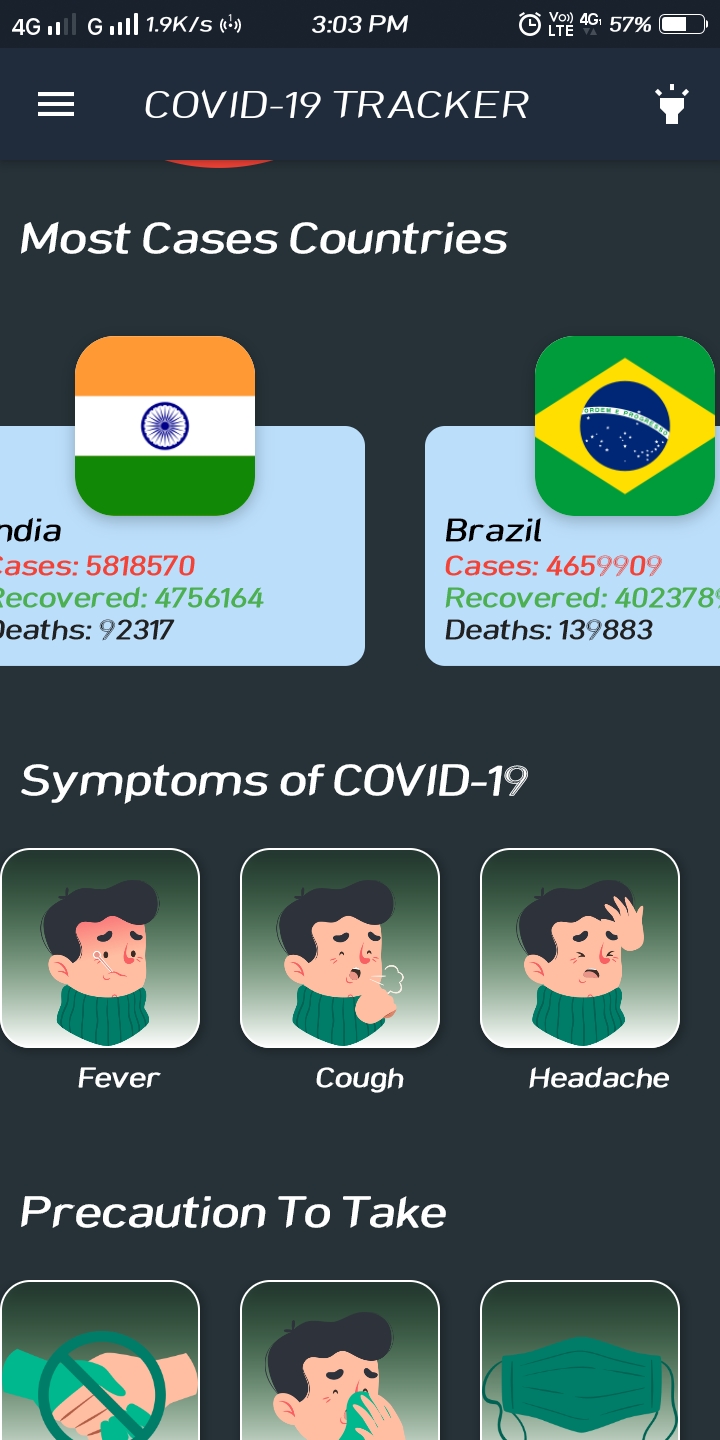 4G G 1.9K/s 3:03 PM Vo)) LTE 4G 57%
COVID-19 TRACKER
Most Cases Countries
ORDEM E PROGRESSO
ndia
Cases: 5818570
Recovered: 4756164
Deaths: 92317
Brazil
Cases: 4659909
Recovered: 402378
Deaths: 139883
Symptoms of COVID-19
Fever
Cough
Headache
Precaution To Take